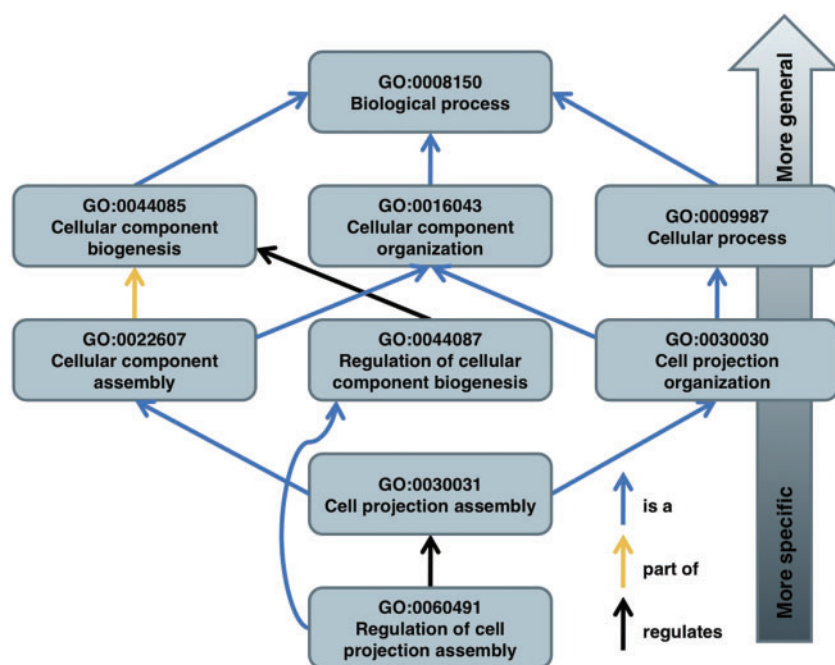 GO:0008150
Biological process
More general
GO:0044085
Cellular component
biogenesis
GO:0016043
Cellular component
organization
GO:0009987
Cellular process
GO:0022607
Cellular component
assembly
GO:0044087
Regulation of cellular
component biogenesis
GO:0030030
Cell projection
organization
GO:0030031
Cell projection assembly
is a
part of
regulates
More specific
GO:0060491
Regulation of cell
projection assembly